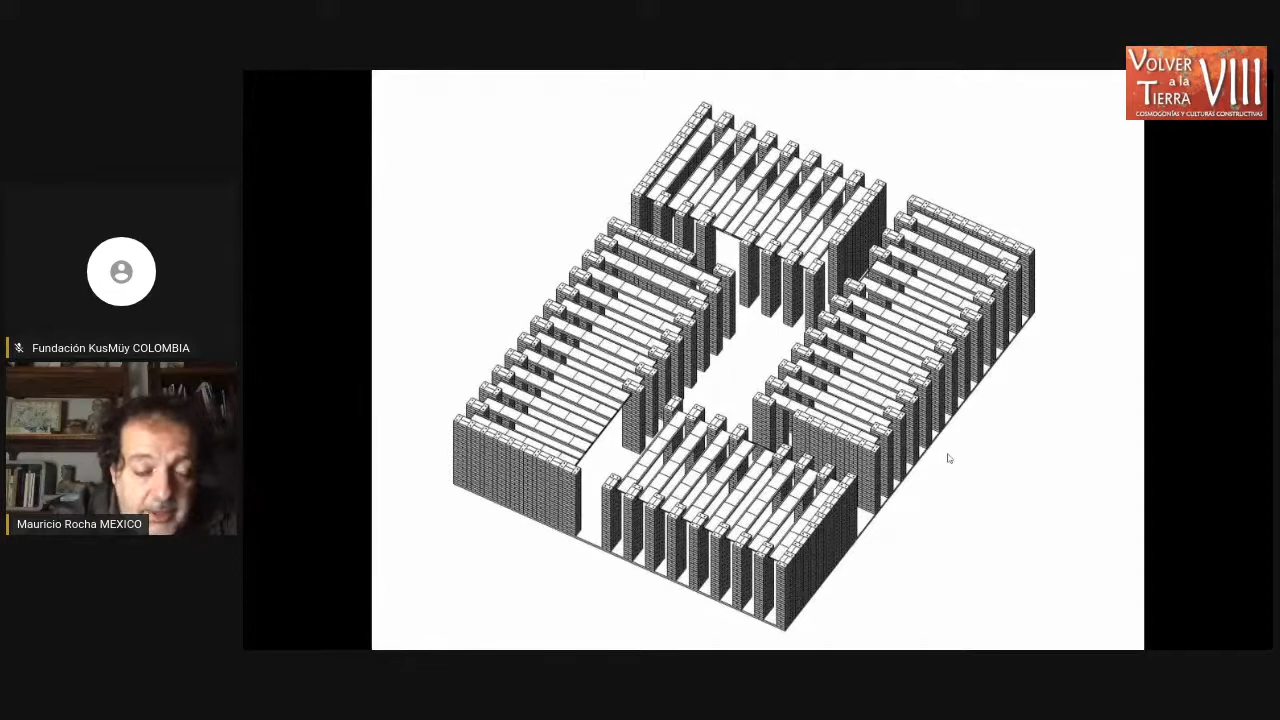 VOLVER
a la
TIERRA
VIII
COSMOGONÍAS Y CULTURAS CONSTRUCTIVAS
Fundación KusMüy COLOMBIA
Mauricio Rocha MEXICO